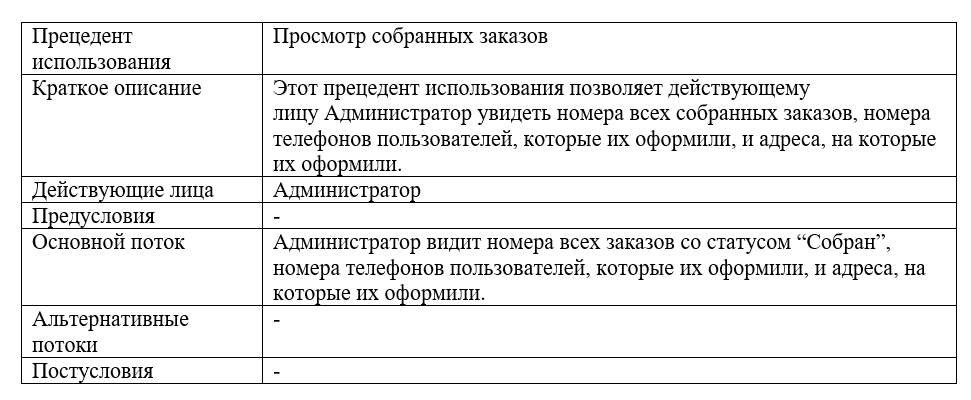 Прецедент использования
Просмотр собранных заказов
Краткое описание
Этот прецедент использования позволяет действующему
лицу Администратор увидеть номера всех собранных заказов, номера
телефонов пользователей, которые их оформили, и адреса, на которые
их оформили.
Действующие лица
Администратор
Предусловия
-
Основной поток
Администратор видит номера всех заказов со статусом “Собран”,
номера телефонов пользователей, которые их оформили, и адреса, на
которые их оформили.
Альтернативные
потоки
-
Постусловия
-